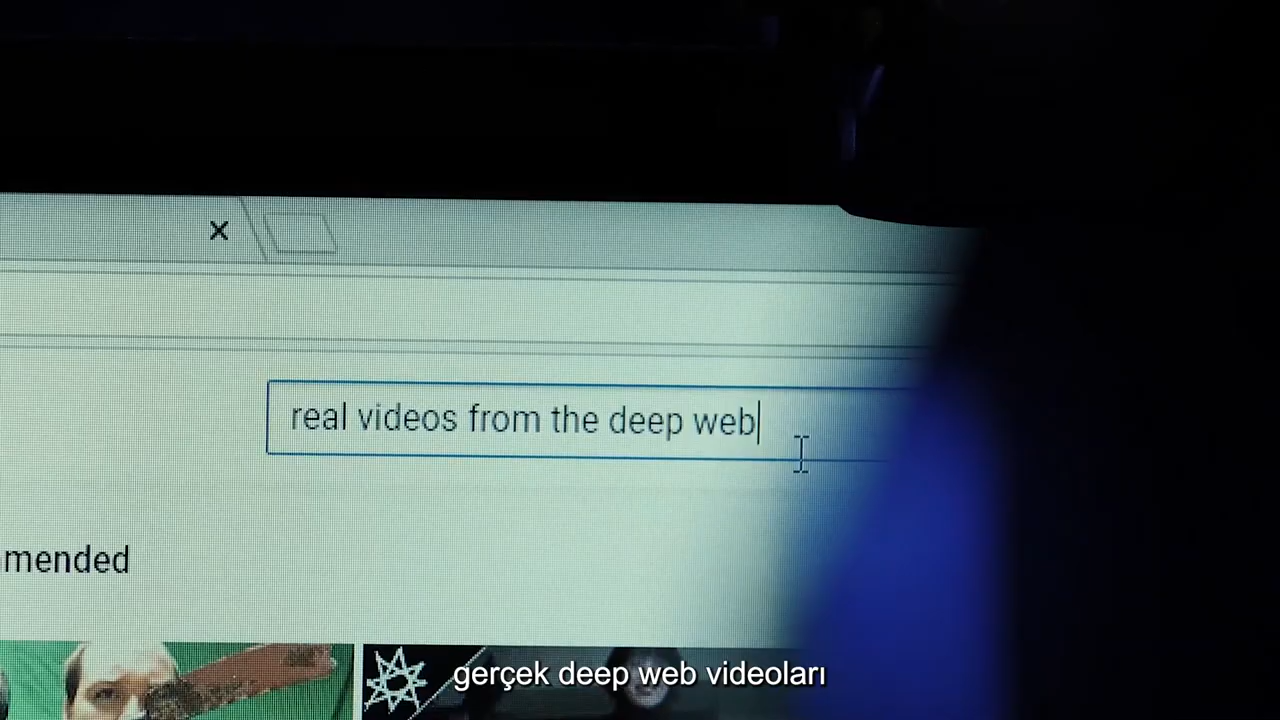 real videos from the deep web
mended
gerçek deep web videoları